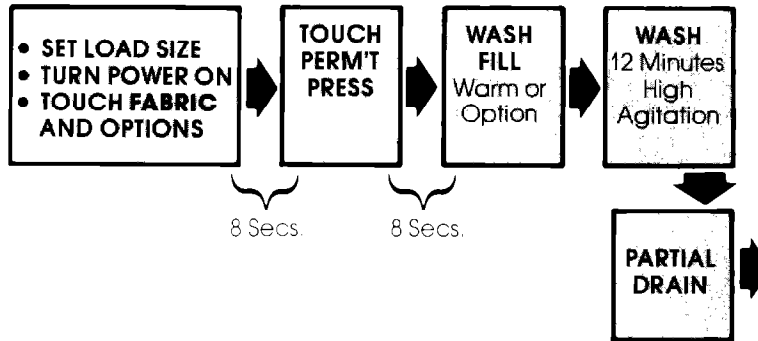 • SET LOAD SIZE
• TURN POWER ON
• TOUCH FABRIC
AND OPTIONS
TOUCH
PERM'T
PRESS
WASH
FILL
Warm or
Option
WASH
12 Minutes
High
Agitation
8 Secs.
8 Secs.
PARTIAL
DRAIN